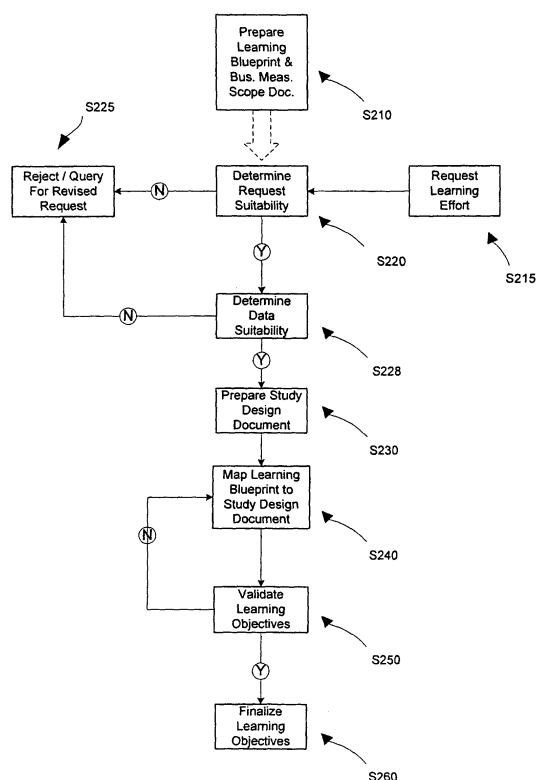 Prepare
Learning
Blueprint &
Bus. Meas.
Scope Doc.
S210
S225
Reject / Query
For Revised
Request
N
Determine
Request
Suitability
Request
Learning
Effort
S220
S215
Y
N
Determine
Data
Suitability
S228
Y
Prepare Study
Design
Document
S230
Map Learning
Blueprint to
Study Design
Document
S240
N
Validate
Learning
Objectives
S250
Y
Finalize
Learning
Objectives
S260